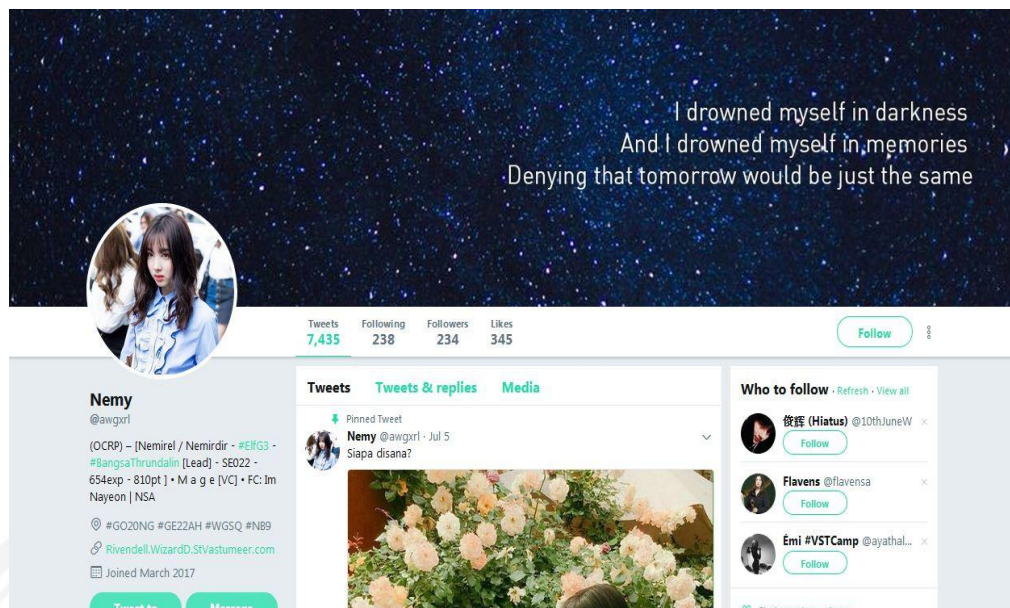 I drowned myself in darkness
And I drowned myself in memories
Denying that tomorrow would be just the same
Tweets
7,435
Following
238
Followers
234
Likes
345
Follow
Nemy
@awgxrl
(OCRP) – [Nemirel / Nemirdir - #ElfG3 -
#BangsaThrundalin [Lead] - SE022 -
654exp - 810pt ] • M a g e [VC] • FC: Im
Nayeon | NSA
#GO20NG #GE22AH #WGSQ #NB9
Rivendell.WizardD.StVastumeer.com
Joined March 2017
Tweet to
Message
Tweets Tweets & replies Media
Pinned Tweet
Nemy @awgxrl · Jul 5
Siapa disana?
Who to follow · Refresh · View all
俊辉 (Hiatus) @10thJuneW
Follow
Flavens @flavensa
Follow
Émi #VSTCamp @ayathal...
Follow